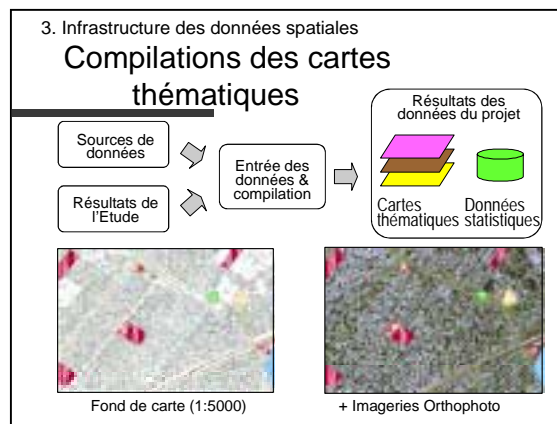 3. Infrastructure des données spatiales
Compilations des cartes
thématiques
Sources de
données
Résultats de
l'Etude
Entrée des
données &
compilation
Résultats des
données du projet
Cartes
thématiques
Données
statistiques
Fond de carte (1:5000)
+ Imageries Orthophoto